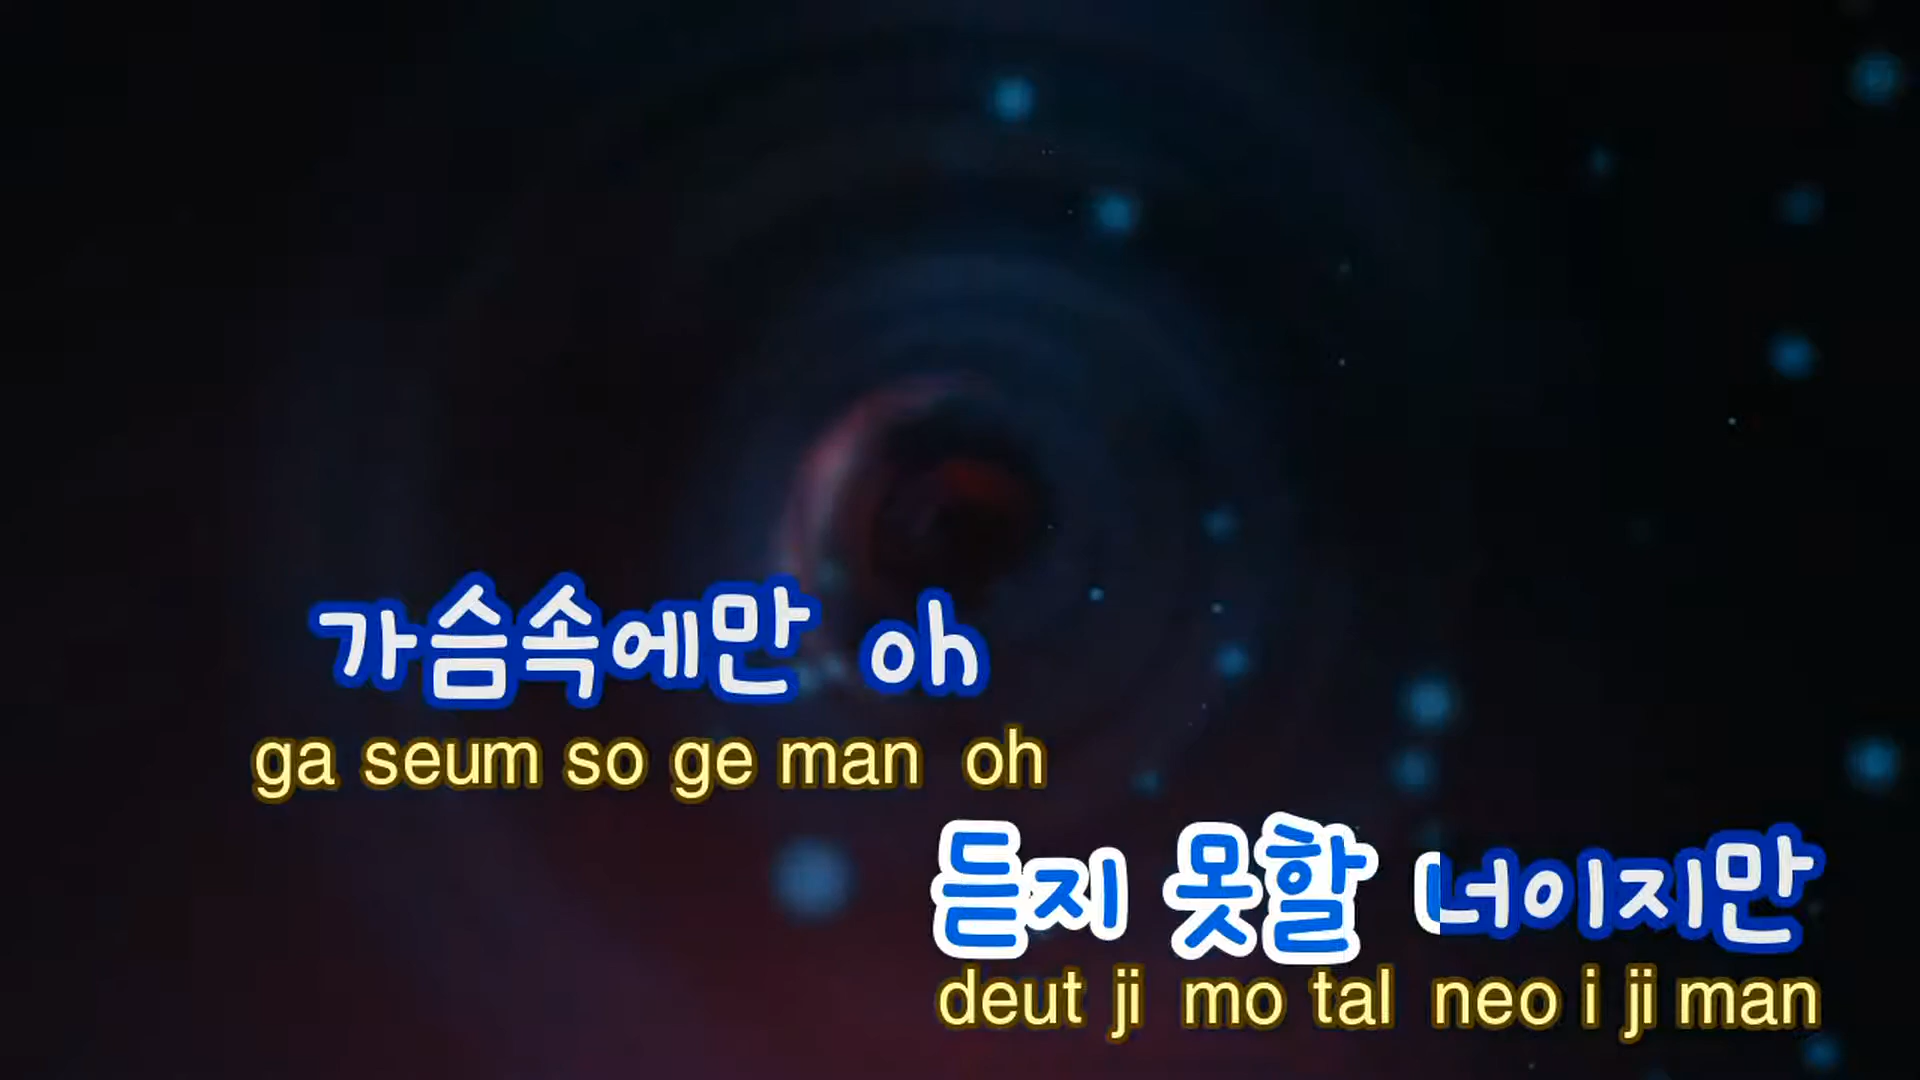 가슴속에만 oh
ga seum so ge man oh
듣지 못할 너이지만
deut ji mo tal neo i ji man